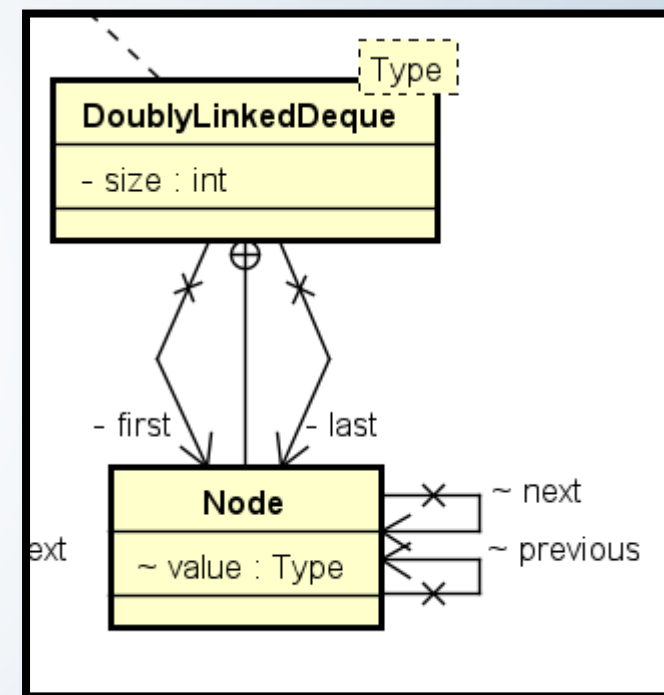 Type
DoublyLinkedDeque
- size : int
- first
- last
Node
~ next
ext
~ value : Type
~ previous